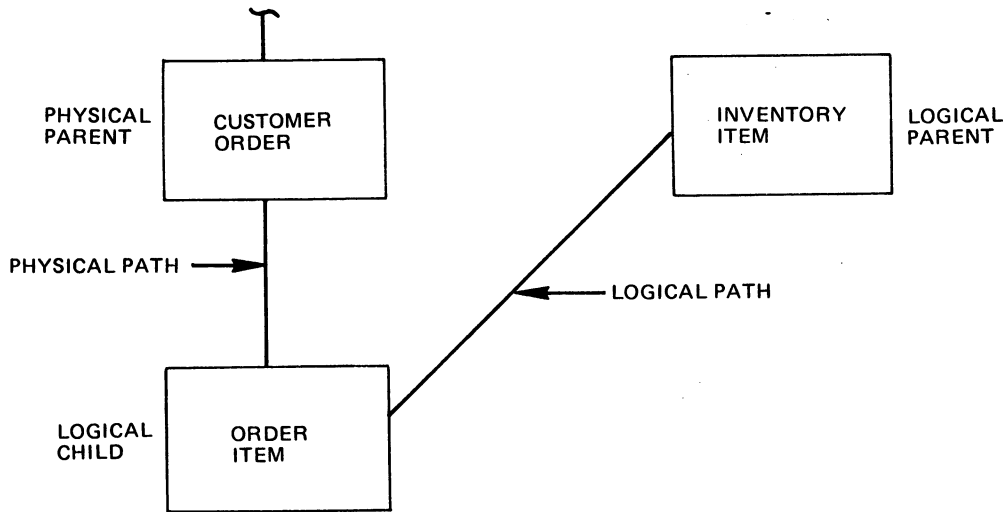 PHYSICAL
PARENT
CUSTOMER
ORDER
INVENTORY
ITEM
LOGICAL
PARENT
PHYSICAL PATH
LOGICAL PATH
LOGICAL
CHILD
ORDER
ITEM